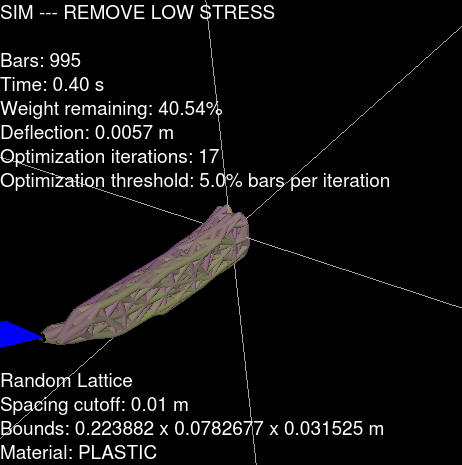 SIM --- REMOVE LOW STRESS
Bars: 995
Time: 0.40 s
Weight remaining: 40.54%
Deflection: 0.0057 m
Optimization iterations: 17
Optimization threshold: 5.0% bars per iteration
Random Lattice
Spacing cutoff: 0.01 m
Bounds: 0.223882 x 0.0782677 x 0.031525 m
Material: PLASTIC